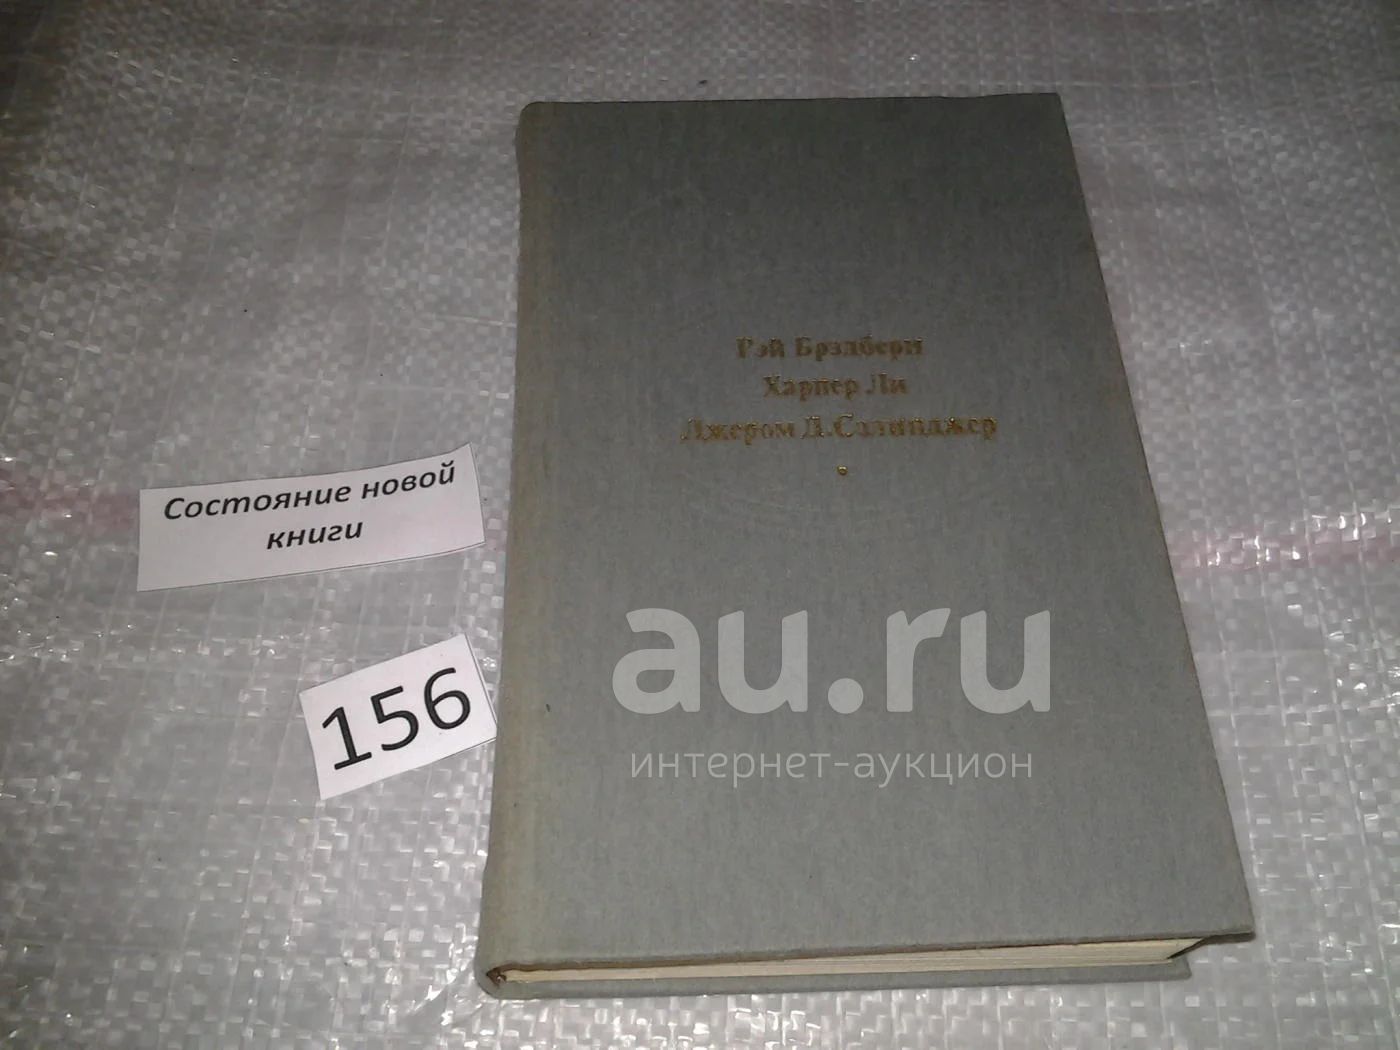 Рэй Брэдбери
Харпер Ли
Джером Д.Сэлинджер
Состояние новой
книги
156
au.ru
интернет-аукцион